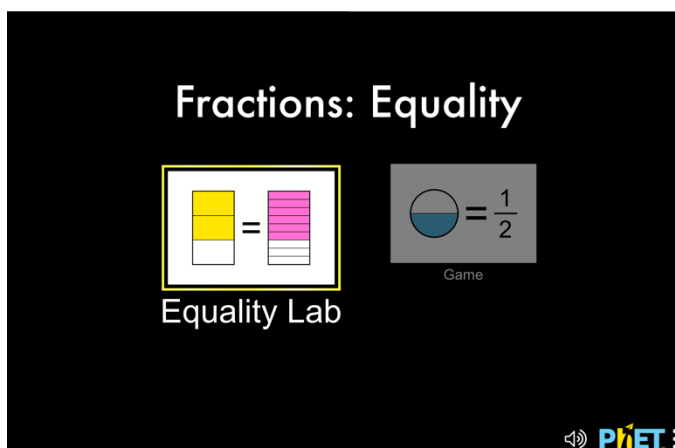 Fractions: Equality
=
= 1/2
Equality Lab
Game
PhET